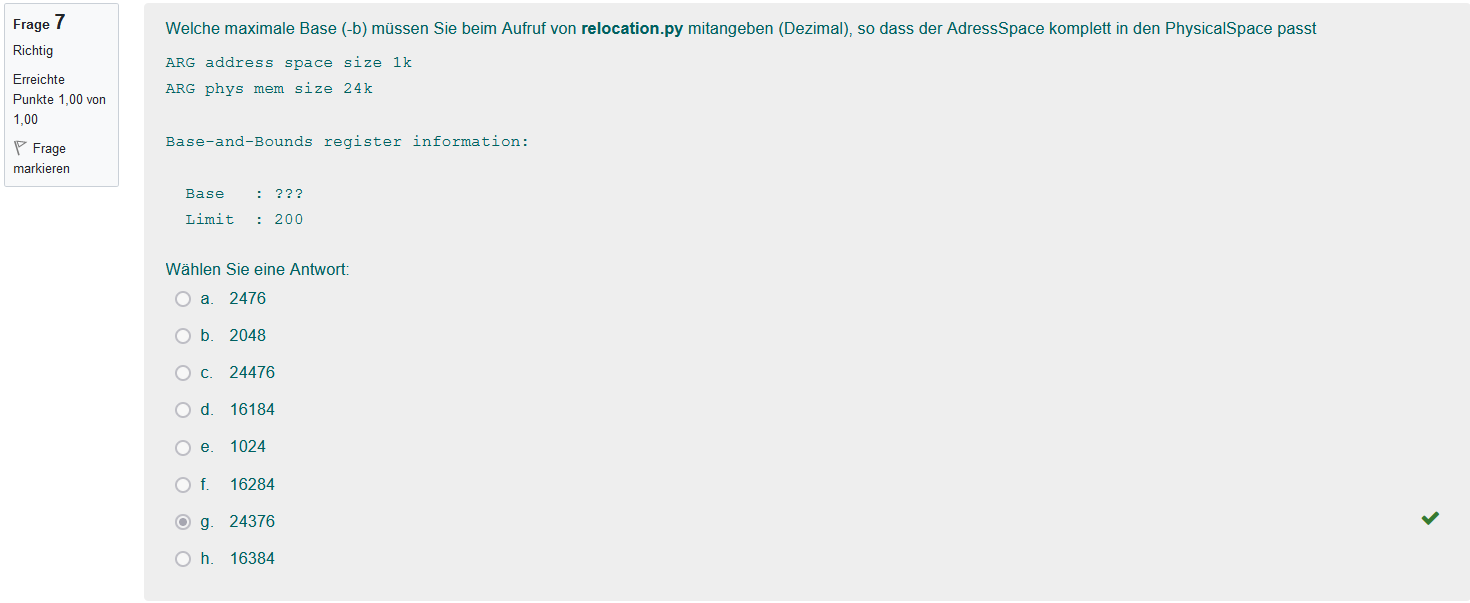 Frage 7
Richtig
Erreichte
Punkte 1,00 von
1,00
Frage
markieren
Welche maximale Base (-b) müssen Sie beim Aufruf von relocation.py mitangeben (Dezimal), so dass der AdressSpace komplett in den PhysicalSpace passt
ARG address space size 1k
ARG phys mem size 24k
Base-and-Bounds register information:
Base : ???
Limit : 200
Wählen Sie eine Antwort:
a. 2476
b. 2048
c. 24476
d. 16184
e. 1024
f. 16284
g. 24376
h. 16384